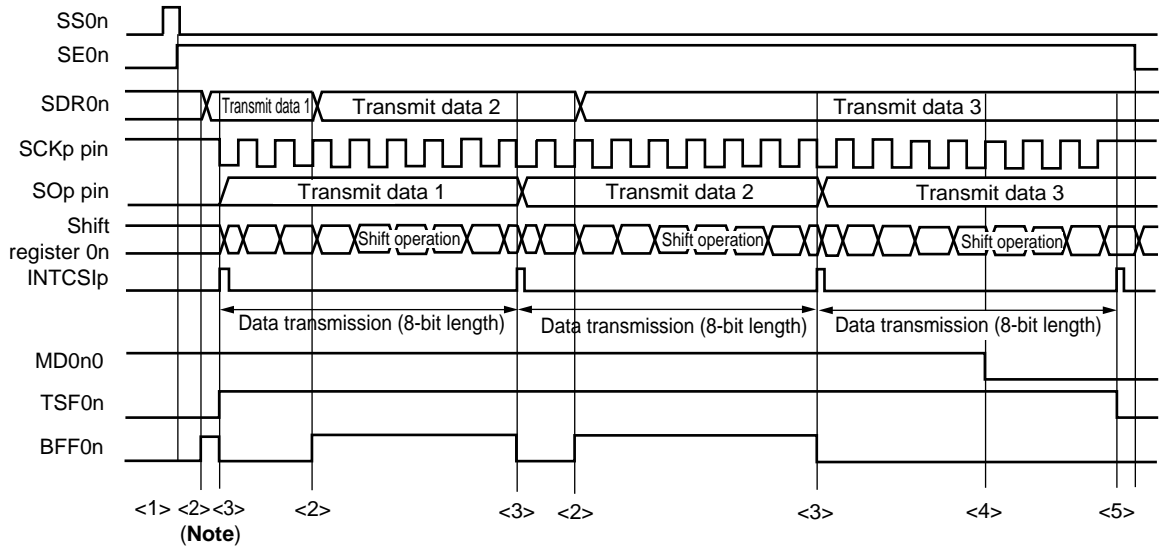 SS0n
SE0n
SDR0n
Transmit data 1
Transmit data 2
Transmit data 3
SCKp pin
SOp pin
Transmit data 1
Transmit data 2
Transmit data 3
Shift
register 0n
Shift operation
Shift operation
Shift operation
INTCSIp
Data transmission (8-bit length)
Data transmission (8-bit length)
Data transmission (8-bit length)
MD0n0
TSF0n
BFF0n
<1> <2> <3> <2> <3> <2> <3> <4> <5>
(Note)